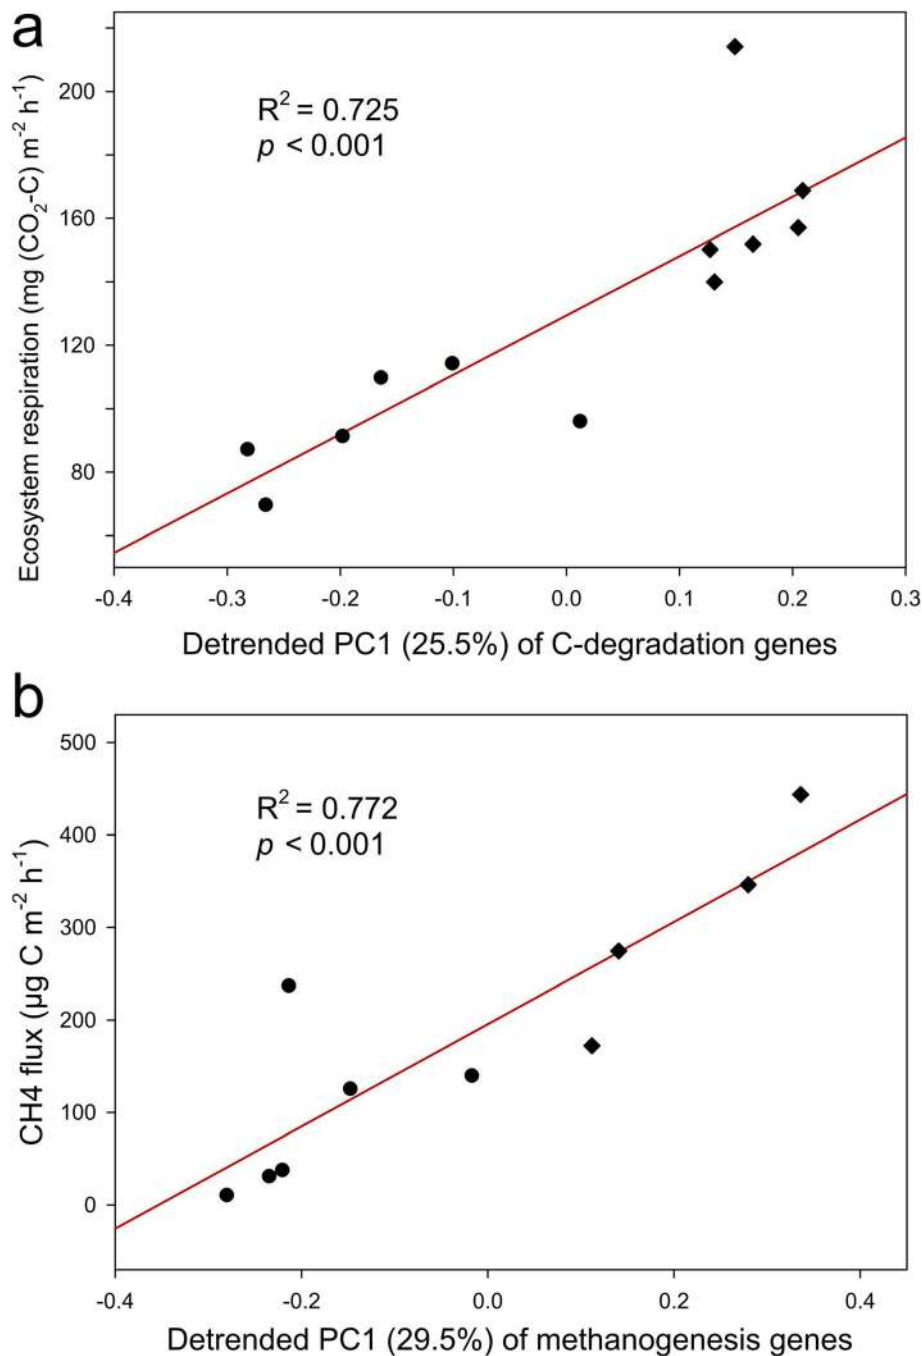 a
Ecosystem respiration (mg (CO₂-C) m⁻² h⁻¹)
200
160
120
80
R² = 0.725
p < 0.001
-0.4 -0.3 -0.2 -0.1 0.0 0.1 0.2 0.3
Detrended PC1 (25.5%) of C-degradation genes
b
CH4 flux (µg C m⁻² h⁻¹)
500
400
300
200
100
0
R² = 0.772
p < 0.001
-0.4 -0.2 0.0 0.2 0.4
Detrended PC1 (29.5%) of methanogenesis genes